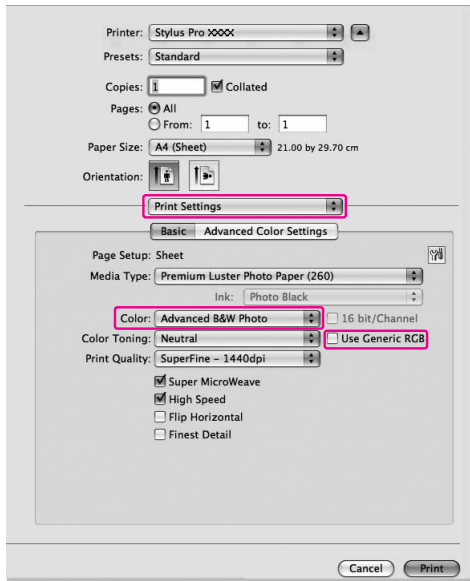 Printer: Stylus Pro XXXX
Presets: Standard
Copies: 1 Collated
Pages: All
From: 1 to: 1
Paper Size: A4 (Sheet) 21.00 by 29.70 cm
Orientation:
Print Settings
Basic Advanced Color Settings
Page Setup: Sheet
Media Type: Premium Luster Photo Paper (260)
Ink: Photo Black
Color: Advanced B&W Photo 16 bit/Channel
Color Toning: Neutral Use Generic RGB
Print Quality: SuperFine – 1440dpi
Super MicroWeave
High Speed
Flip Horizontal
Finest Detail
Cancel Print